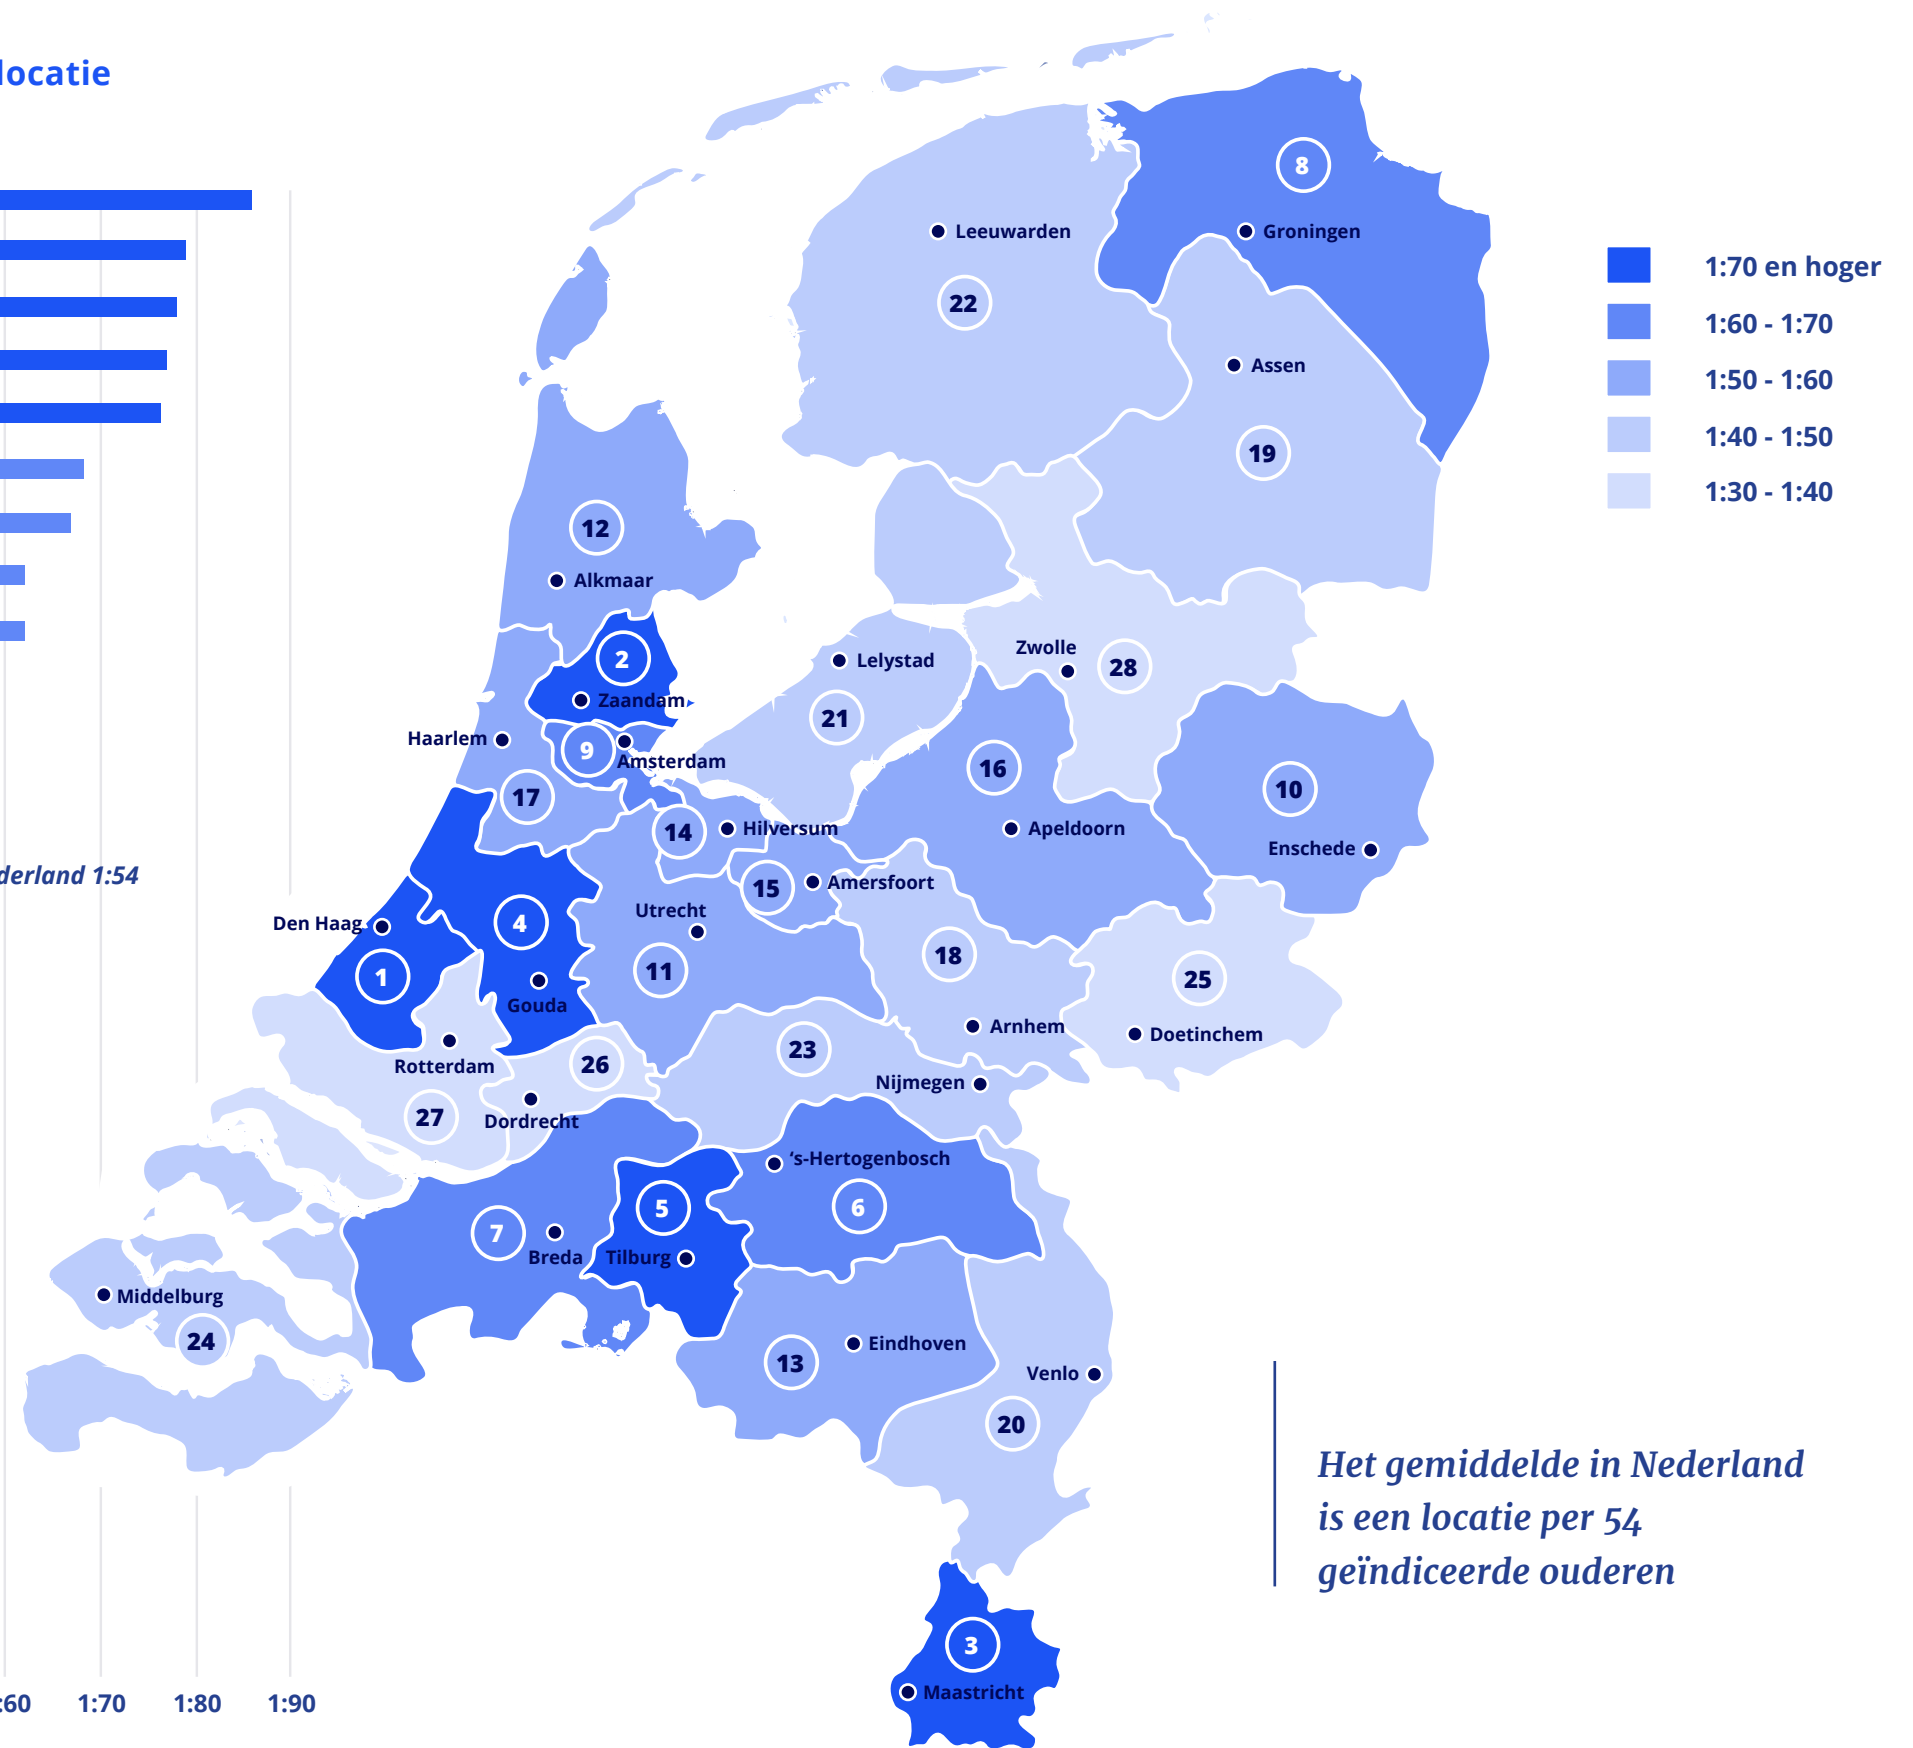 locatie
8
Leeuwarden
Groningen
1:70 en hoger
22
1:60 - 1:70
Assen
1:50 - 1:60
1:40 - 1:50
19
1:30 - 1:40
12
Alkmaar
2
Zwolle
Lelystad
28
Zaandam
21
Haarlem
9
Amsterdam
16
10
17
14
Hilversum
Apeldoorn
Enschede
derland 1:54
15
Amersfoort
Utrecht
Den Haag
4
18
11
1
25
Gouda
Arnhem
Doetinchem
23
Rotterdam
26
Nijmegen
27
Dordrecht
's-Hertogenbosch
5
6
7
Breda
Tilburg
Middelburg
24
Eindhoven
13
Venlo
20
Het gemiddelde in Nederland
is een locatie per 54
geïndiceerde ouderen
3
Maastricht
:60
1:70
1:80
1:90